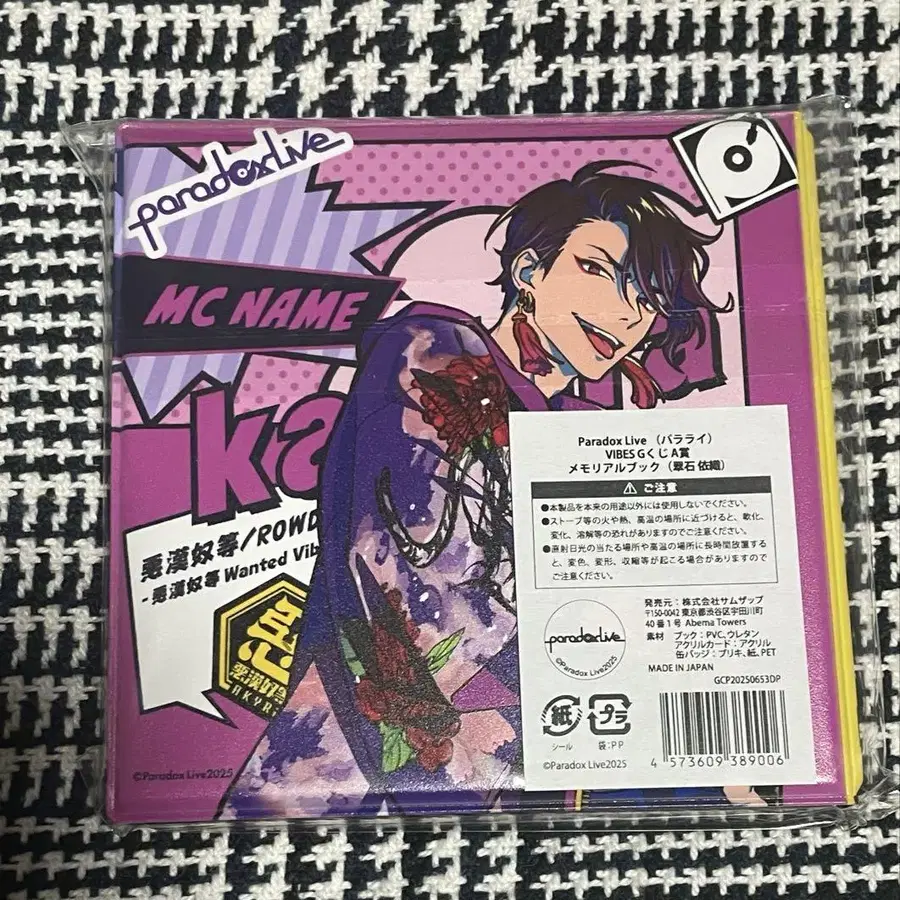 paradoxlive
MC NAME
ka
悪漢奴等/ROWD
-悪漢奴等 Wanted Vib
悪漢奴等
AKYR
©Paradox Live2025
Paradox Live（パラライ）
VIBES Gくじ A賞
メモリアルブック（翠石 依織）
⚠ ご注意
●本製品を本来の用途以外には使用しないでください。
●ストーブ等の火や熱、高温の場所に近づけると、軟化、
変化、溶解等の恐れがありますのでご注意ください。
●直射日光の当たる場所や高温の場所に長時間放置する
と、変色、変形、収縮等が起こる場合がありますので
ご注意ください。
paradoxlive
©Paradox Live2025
発売元：株式会社サムザップ
〒150-0042 東京都渋谷区宇田川町
40番1号 Abema Towers
素材 ブック：PVC、ウレタン
アクリルカード：アクリル
缶バッジ：ブリキ、紙、PET
MADE IN JAPAN
GCP20250653DP
紙
シール
プラ
袋：PP
©Paradox Live2025
4 573609 389006